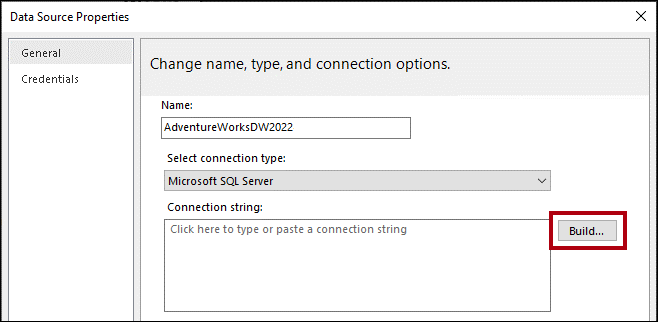 Data Source Properties
General
Credentials
Change name, type, and connection options.
Name:
AdventureWorksDW2022
Select connection type:
Microsoft SQL Server
Connection string:
Click here to type or paste a connection string
Build...